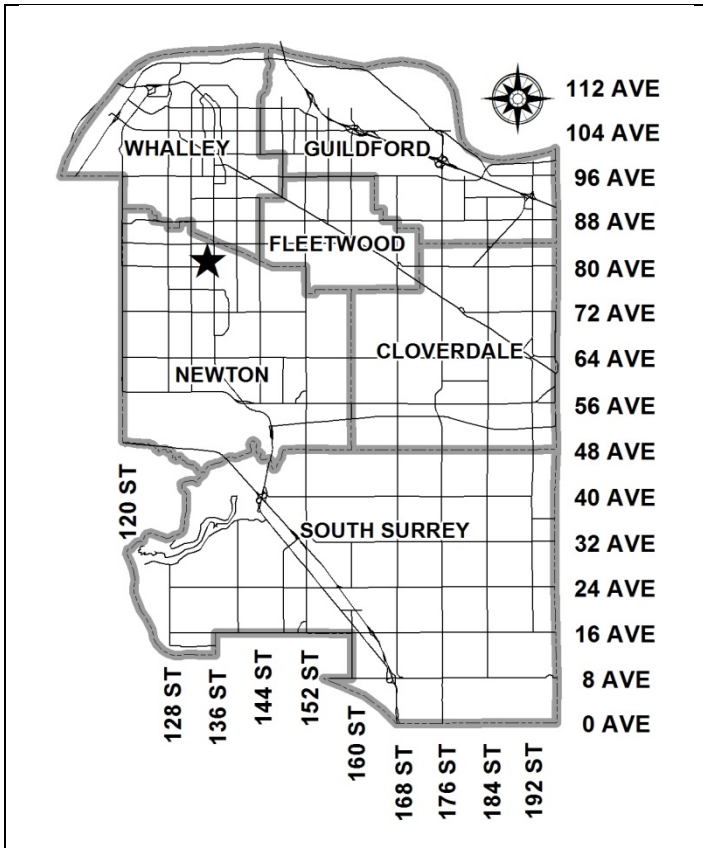 112 AVE
104 AVE
WHALLEY
GUILDFORD
96 AVE
88 AVE
FLEETWOOD
80 AVE
72 AVE
CLOVERDALE
64 AVE
NEWTON
56 AVE
48 AVE
120 ST
40 AVE
SOUTH SURREY
32 AVE
24 AVE
16 AVE
8 AVE
0 AVE
128 ST
136 ST
144 ST
152 ST
160 ST
168 ST
176 ST
184 ST
192 ST